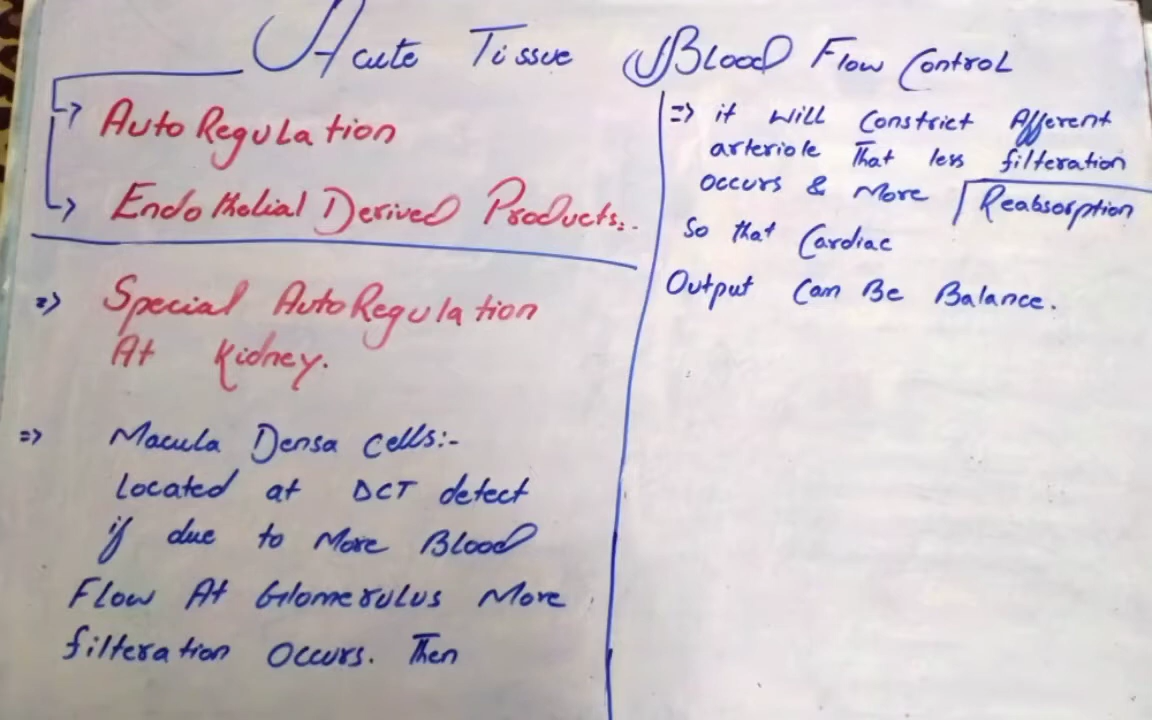 Acute Tissue Blood Flow Control
Auto Regulation
Endothelial Derived Products:-
=> Special Auto Regulation
At Kidney.
=> Macula Densa cells:-
Located at DCT detect
if due to More Blood
Flow At Glomerulus More
filteration Occurs. Then
=> it will Constrict Afferent
arteriole That less filteration
occurs & More Reabsorption
So that Cardiac
Output Can Be Balance.